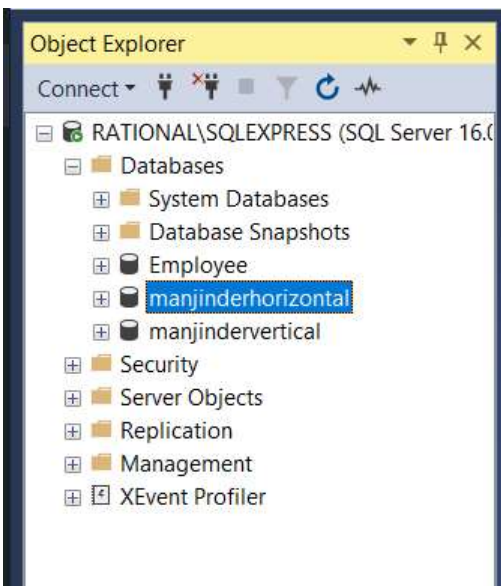 Object Explorer
Connect
RATIONAL\SQLEXPRESS (SQL Server 16.0
Databases
System Databases
Database Snapshots
Employee
manjinderhorizontal
manjindervertical
Security
Server Objects
Replication
Management
XEvent Profiler